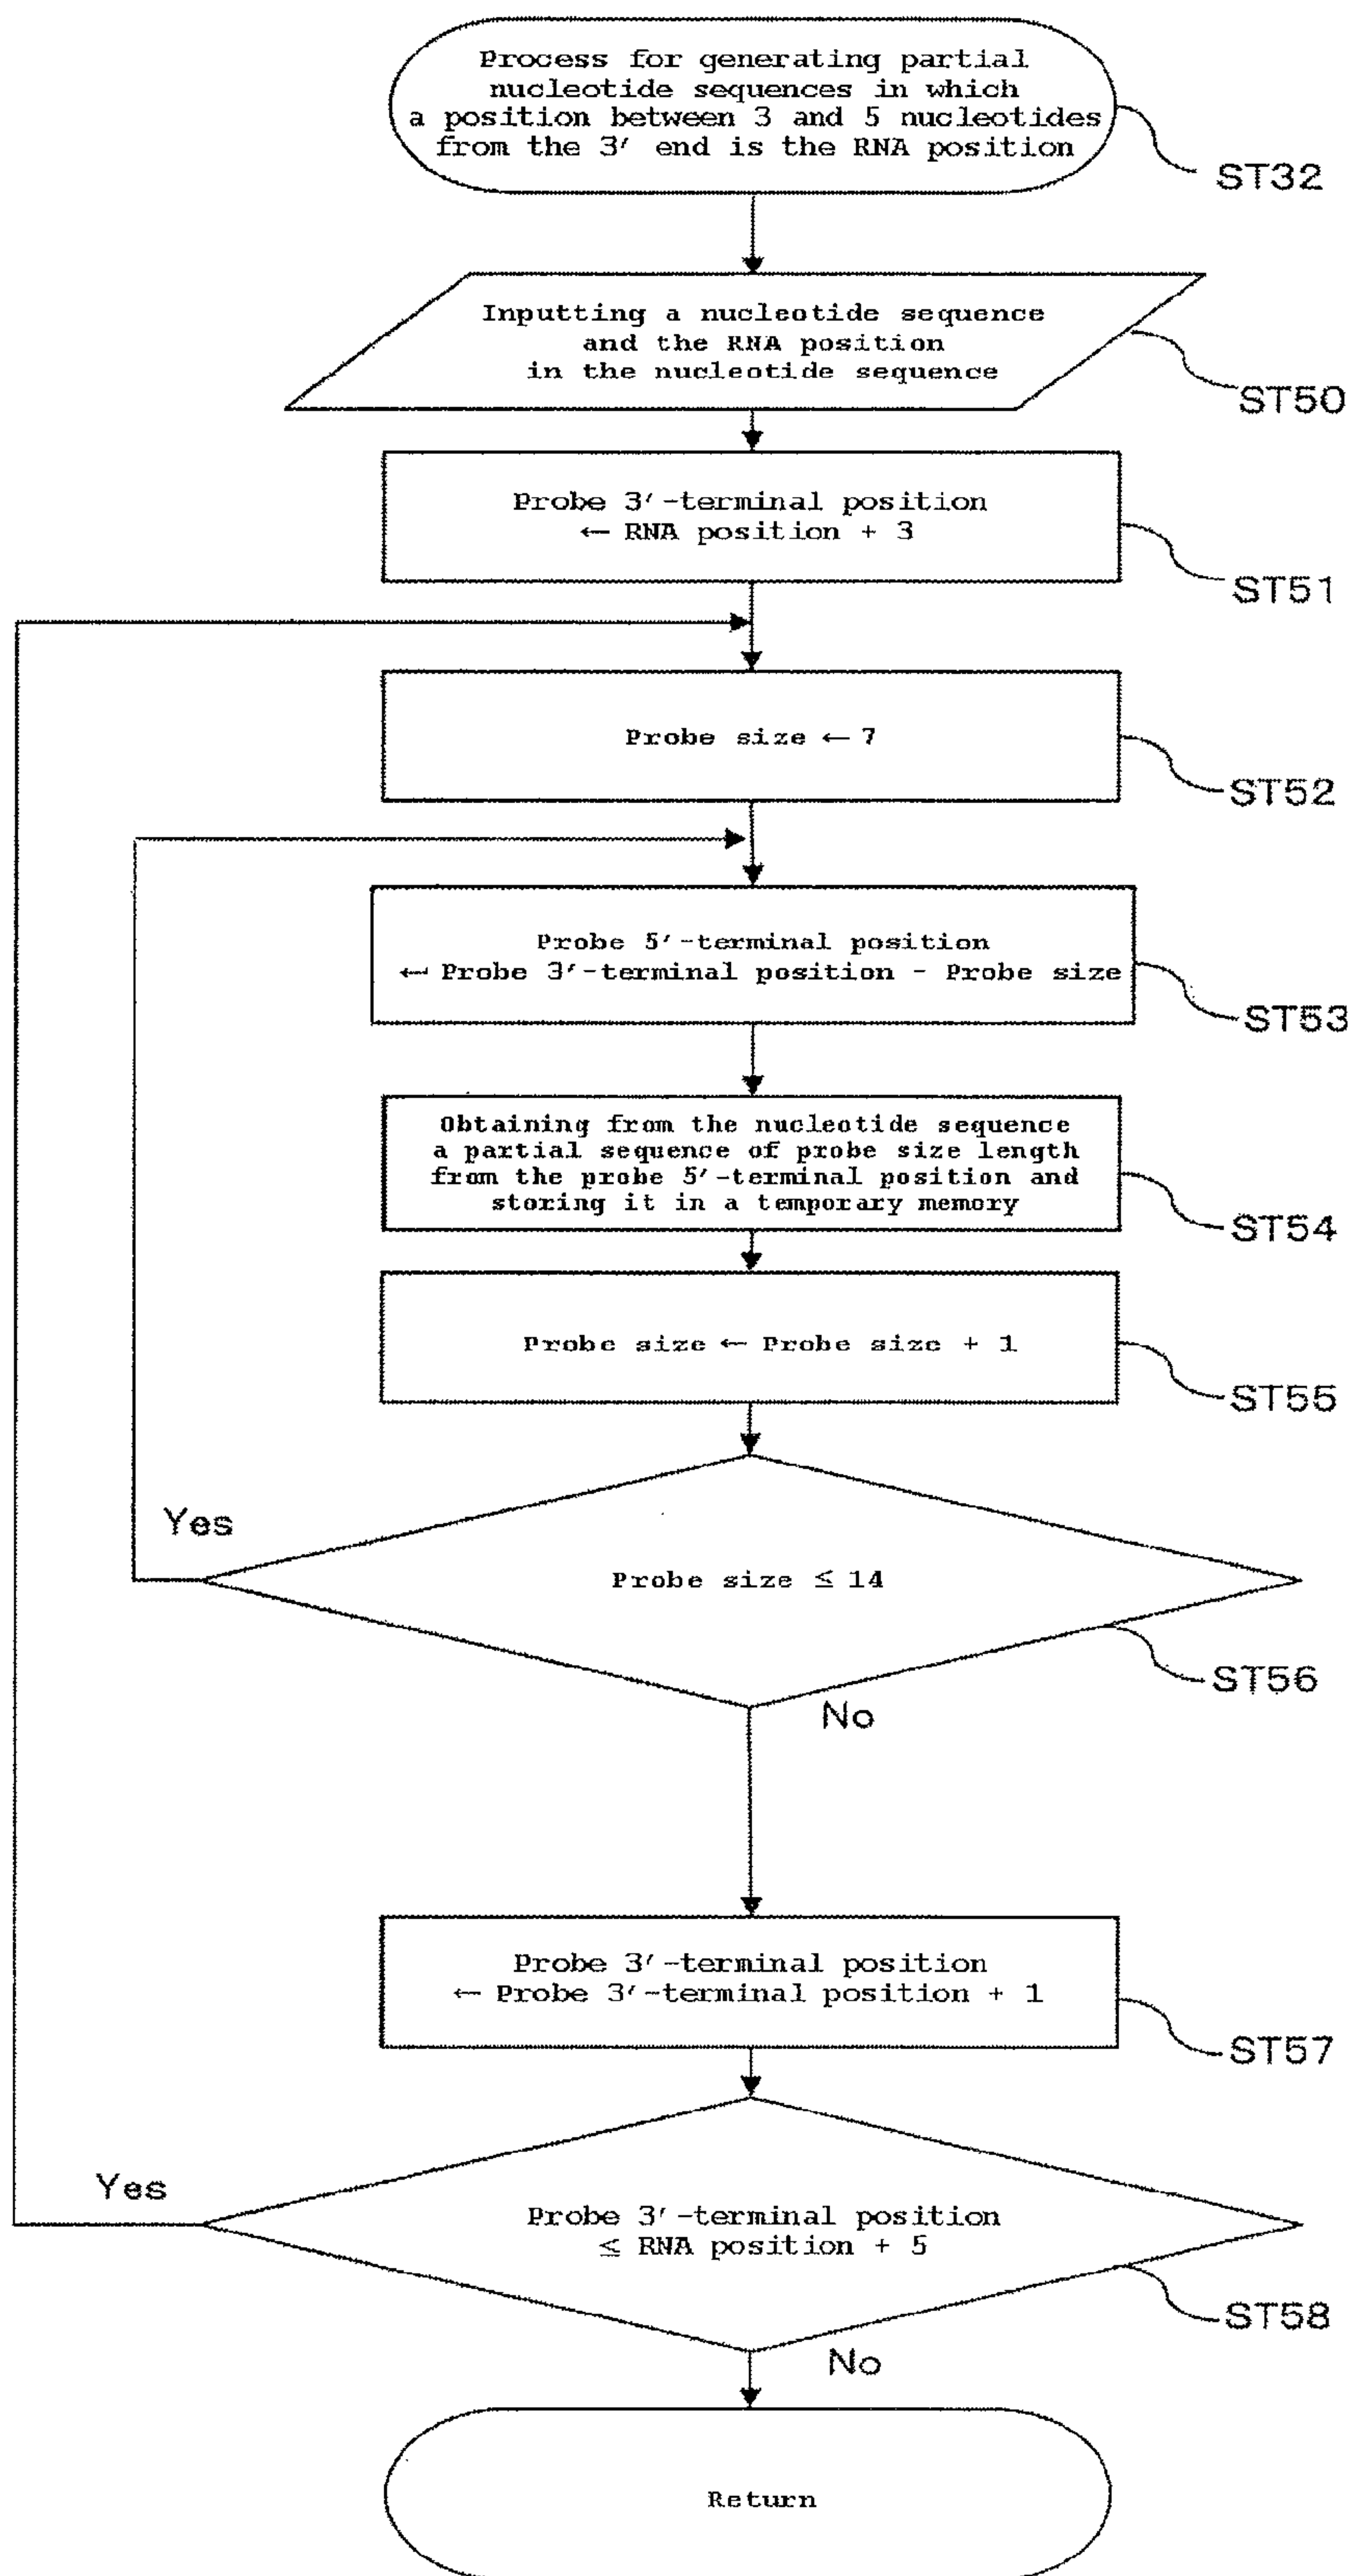 Process for generating partial
nucleotide sequences in which
a position between 3 and 5 nucleotides
from the 3′ end is the RNA position
ST32
Inputting a nucleotide sequence
and the RNA position
in the nucleotide sequence
ST50
Probe 3′-terminal position
← RNA position + 3
ST51
Probe size ← 7
ST52
Probe 5′-terminal position
← Probe 3′-terminal position - Probe size
ST53
Obtaining from the nucleotide sequence
a partial sequence of probe size length
from the probe 5′-terminal position and
storing it in a temporary memory
ST54
Probe size ← Probe size + 1
ST55
Yes
Probe size ≤ 14
ST56
No
Probe 3′-terminal position
← Probe 3′-terminal position + 1
ST57
Yes
Probe 3′-terminal position
≦ RNA position + 5
ST58
No
Return